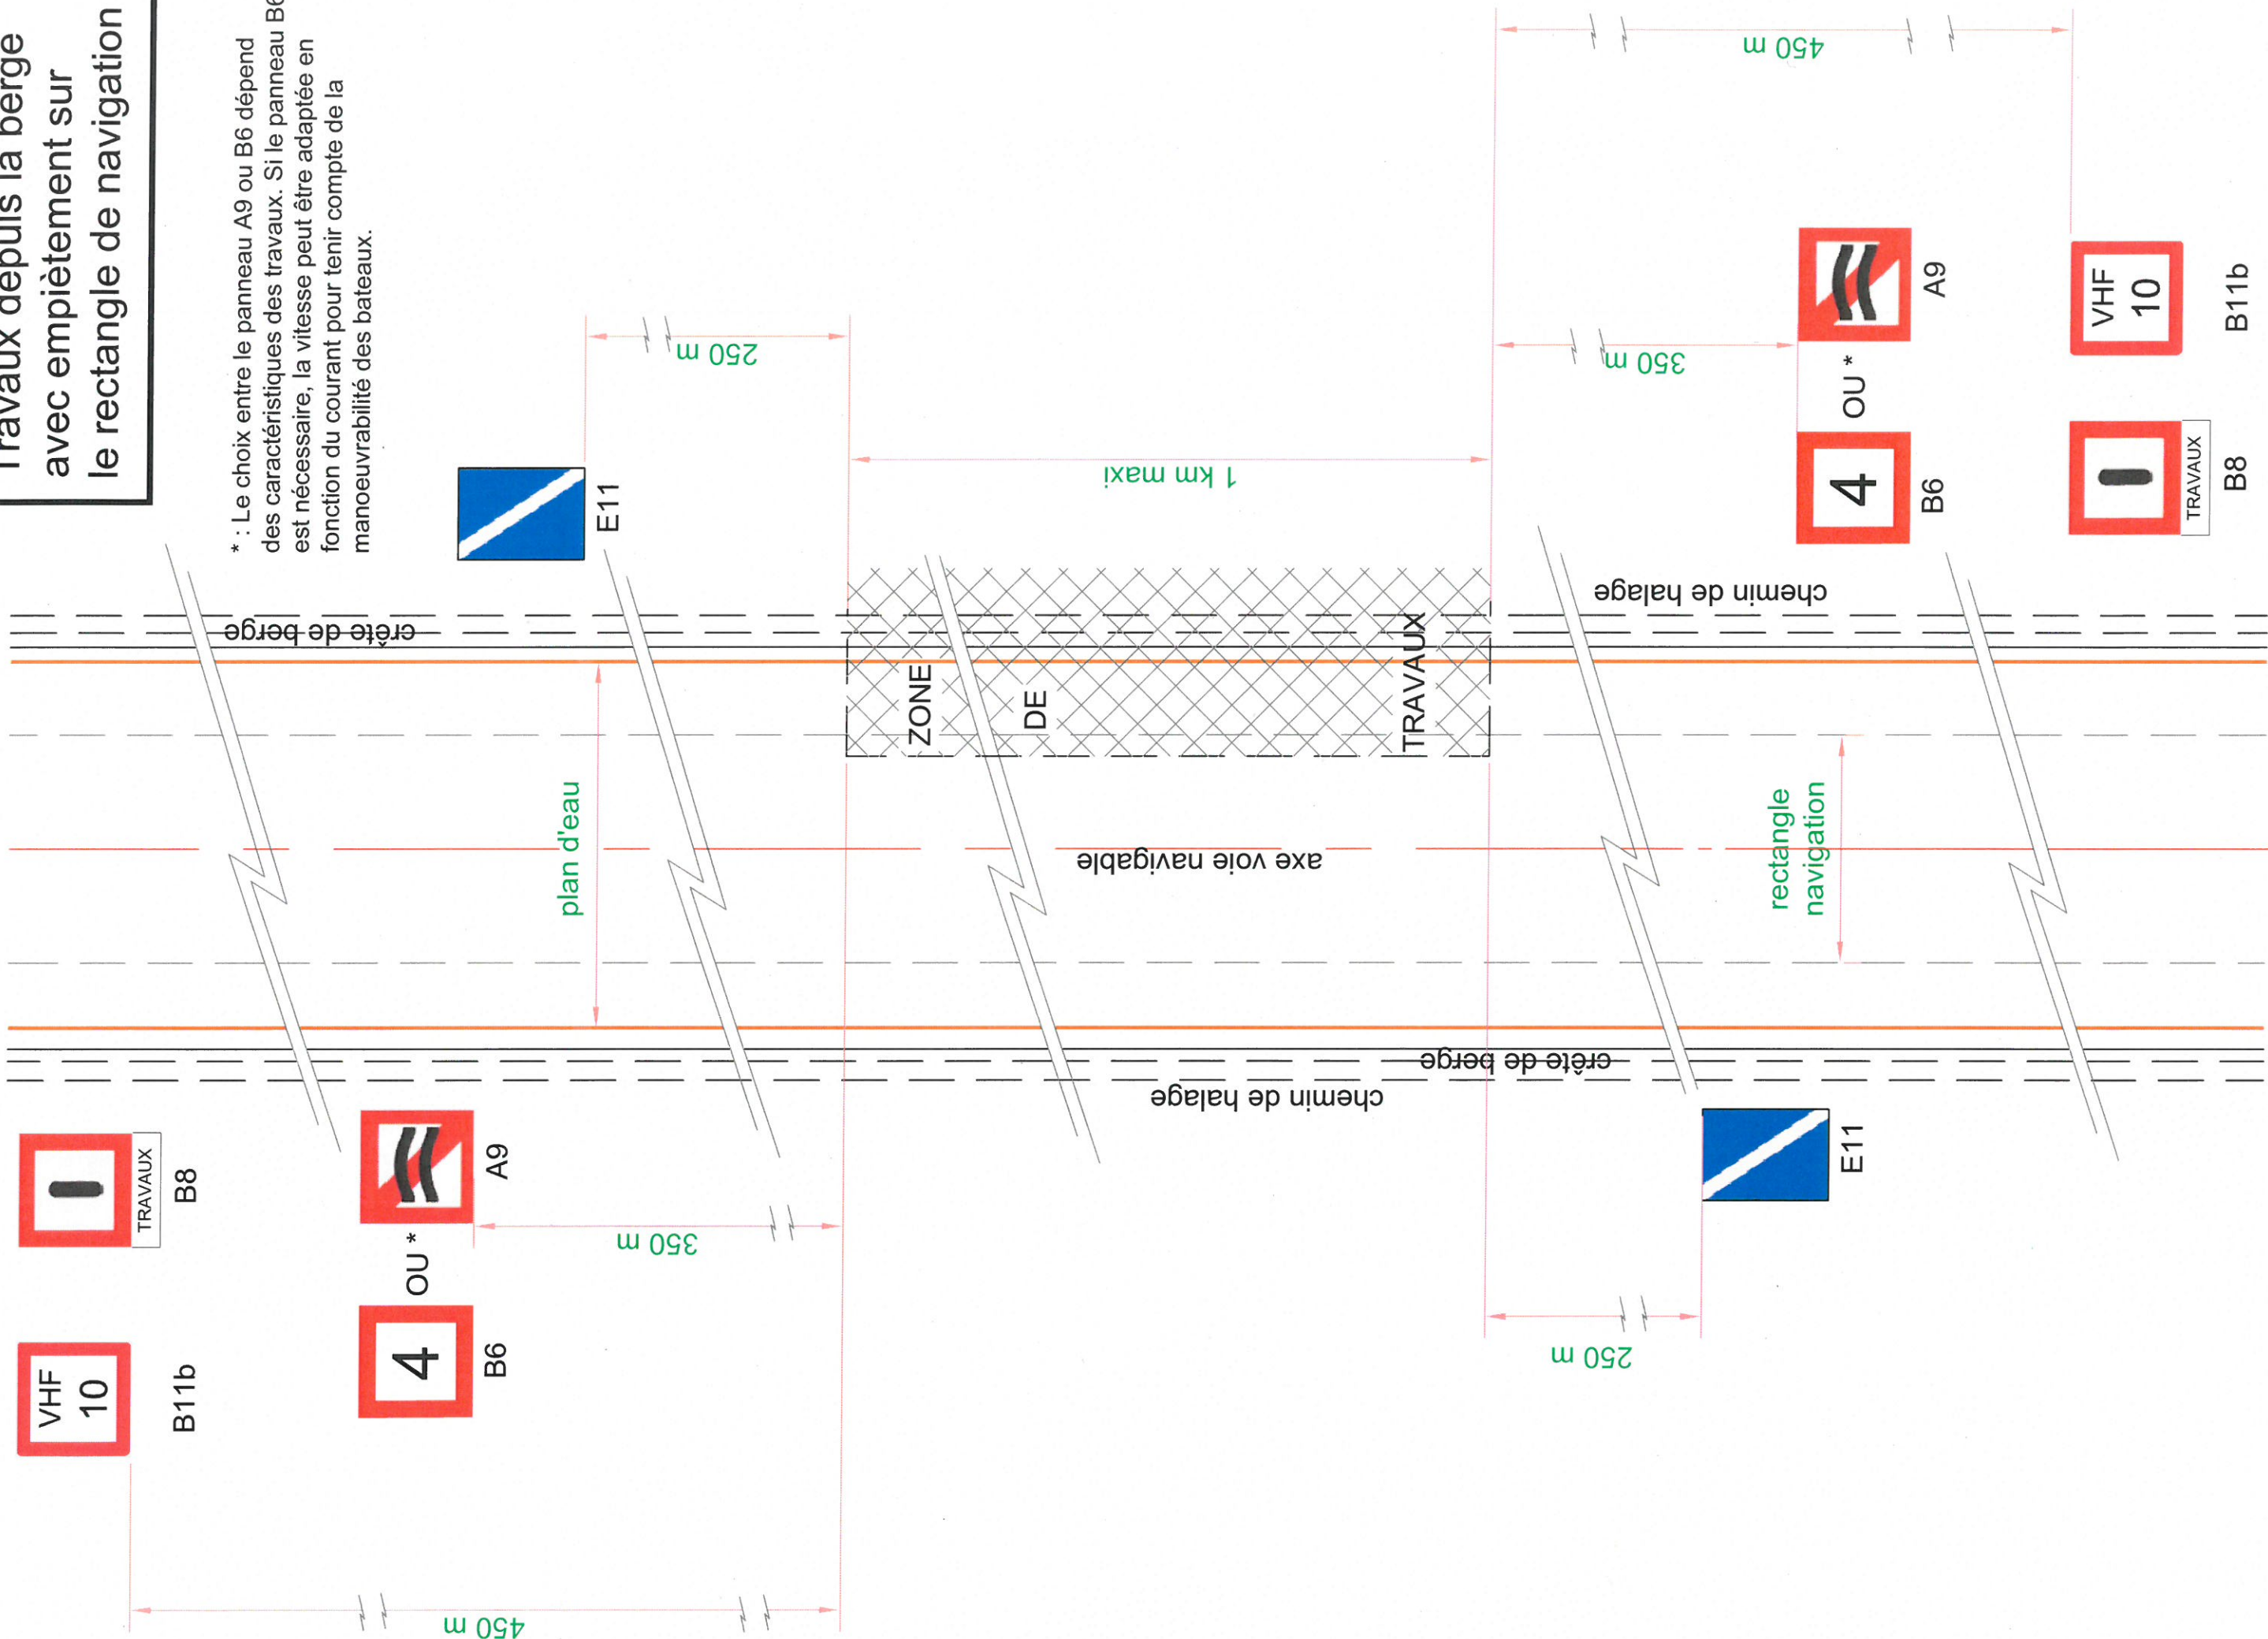 Travaux depuis la berge
avec empiètement sur
le rectangle de navigation
* : Le choix entre le panneau A9 ou B6 dépend
des caractéristiques des travaux. Si le panneau B6
est nécessaire, la vitesse peut être adaptée en
fonction du courant pour tenir compte de la
manoeuvrabilité des bateaux.
VHF
10
B11b
TRAVAUX
B8
4
B6
OU *
A9
450 m
350 m
crête de berge
E11
250 m
plan d'eau
ZONE
DE
TRAVAUX
1 km maxi
axe voie navigable
chemin de halage
crête de berge
chemin de halage
rectangle
navigation
250 m
E11
350 m
450 m
4
B6
OU *
A9
TRAVAUX
B8
VHF
10
B11b